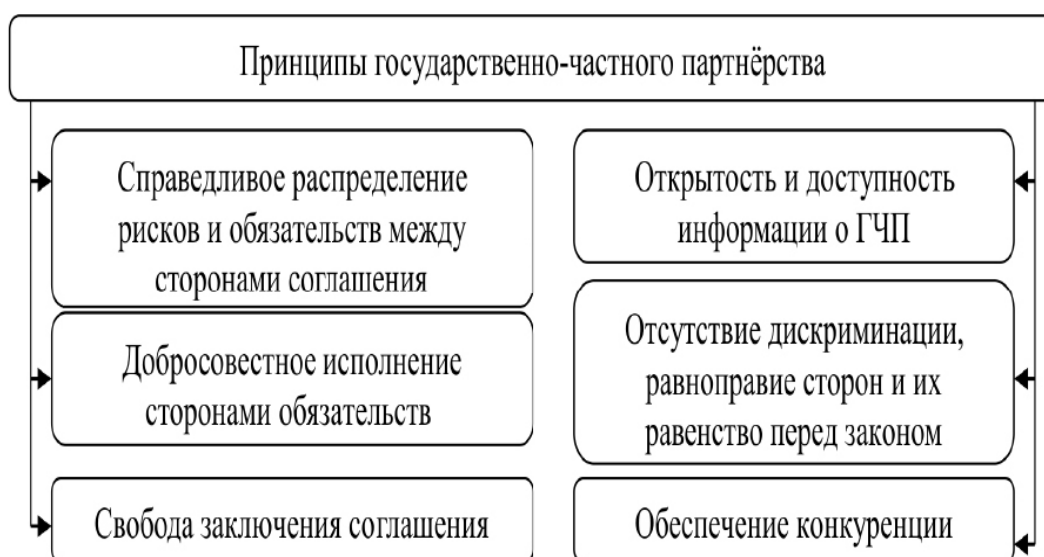 Принципы государственно-частного партнёрства
Справедливое распределение
рисков и обязательств между
сторонами соглашения
Добросовестное исполнение
сторонами обязательств
Свобода заключения соглашения
Открытость и доступность
информации о ГЧП
Отсутствие дискриминации,
равноправие сторон и их
равенство перед законом
Обеспечение конкуренции